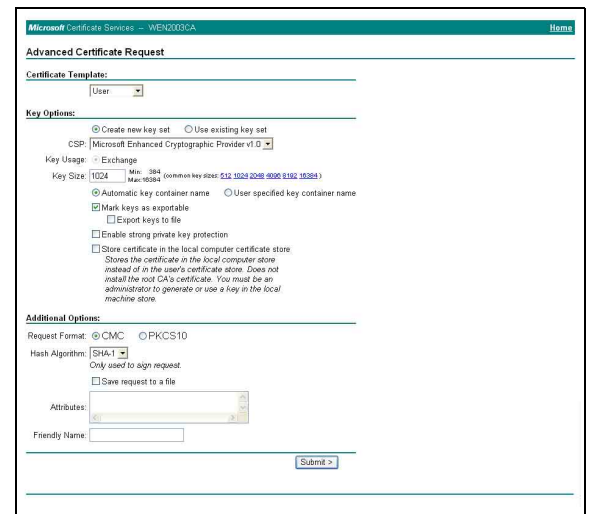 Microsoft Certificate Services -- WEN2003CA Home
Advanced Certificate Request
Certificate Template:
User
Key Options:
Create new key set Use existing key set
CSP: Microsoft Enhanced Cryptographic Provider v1.0
Key Usage: Exchange
Key Size: 1024 Min: 384 Max:16384 (common key sizes: 512 1024 2048 4096 8192 16384 )
Automatic key container name User specified key container name
Mark keys as exportable
Export keys to file
Enable strong private key protection
Store certificate in the local computer certificate store
Stores the certificate in the local computer store
instead of in the user's certificate store. Does not
install the root CA's certificate. You must be an
administrator to generate or use a key in the local
machine store.
Additional Options:
Request Format: CMC PKCS10
Hash Algorithm: SHA-1
Only used to sign request.
Save request to a file
Attributes:
Friendly Name:
Submit >